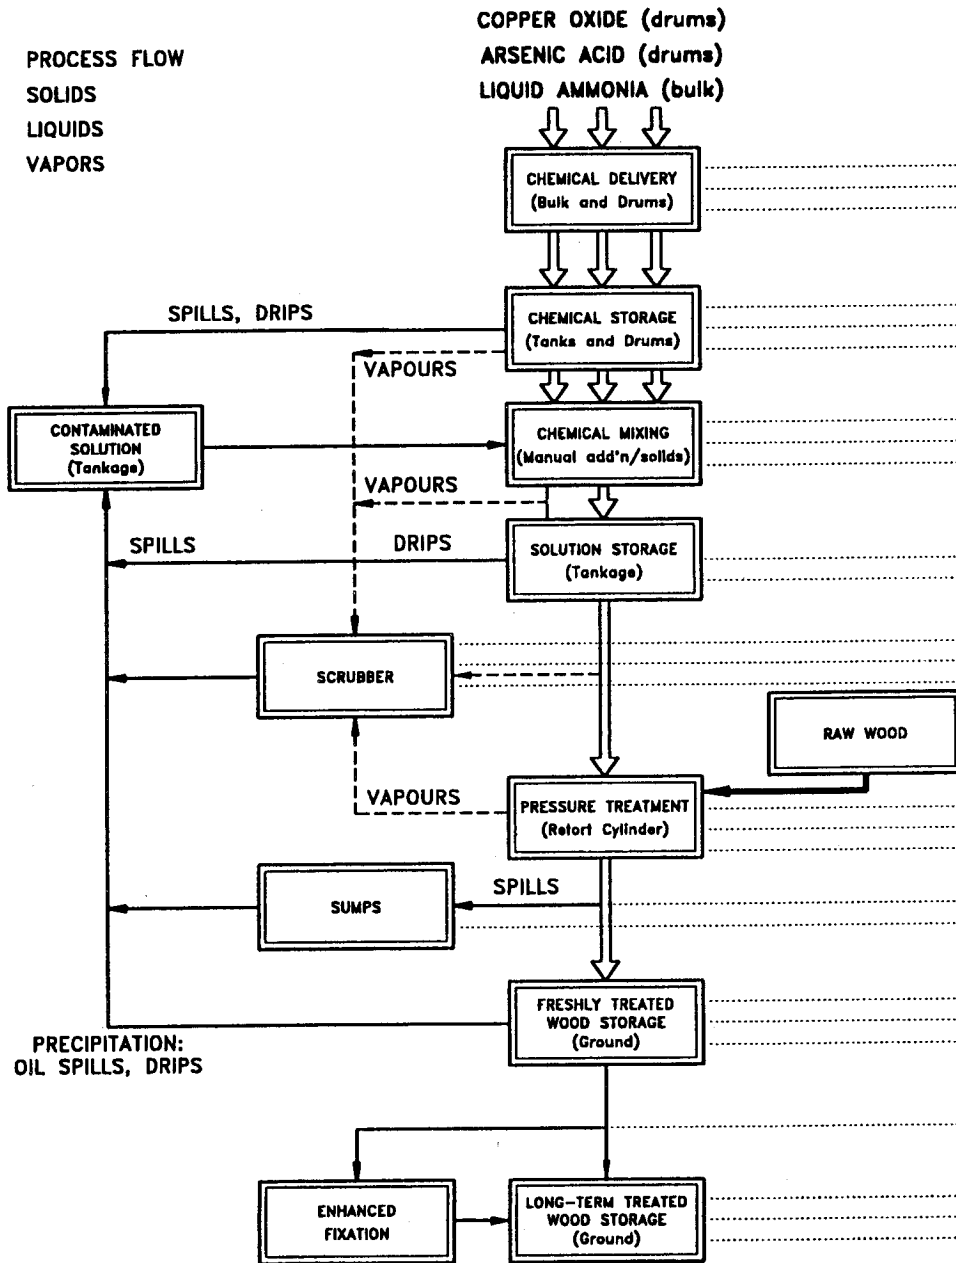 COPPER OXIDE (drums)
ARSENIC ACID (drums)
LIQUID AMMONIA (bulk)
PROCESS FLOW
SOLIDS
LIQUIDS
VAPORS
CHEMICAL DELIVERY
(Bulk and Drums)
SPILLS, DRIPS
CHEMICAL STORAGE
(Tanks and Drums)
VAPOURS
CONTAMINATED
SOLUTION
(Tankage)
CHEMICAL MIXING
(Manual add'n/solids)
VAPOURS
SPILLS
DRIPS
SOLUTION STORAGE
(Tankage)
SCRUBBER
RAW WOOD
VAPOURS
PRESSURE TREATMENT
(Retort Cylinder)
SPILLS
SUMPS
FRESHLY TREATED
WOOD STORAGE
(Ground)
PRECIPITATION:
OIL SPILLS, DRIPS
ENHANCED
FIXATION
LONG-TERM TREATED
WOOD STORAGE
(Ground)